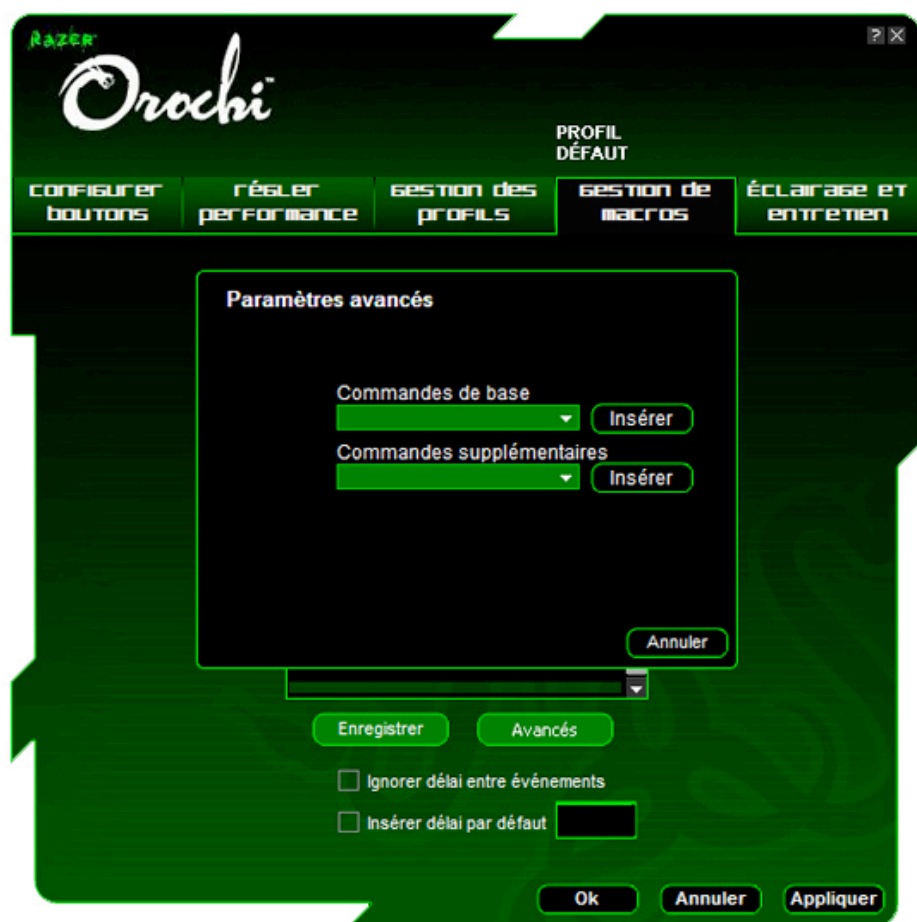 RAZER
Orochi™
? X
PROFIL
DÉFAUT
CONFIGURER
BOUTONS
RÉGLER
PERFORMANCE
GESTION DES
PROFILS
GESTION DE
MACROS
ÉCLAIRAGE ET
ENTRETIEN
Paramètres avancés
Commandes de base
Insérer
Commandes supplémentaires
Insérer
Annuler
Enregistrer
Avancés
Ignorer délai entre événements
Insérer délai par défaut
Ok
Annuler
Appliquer